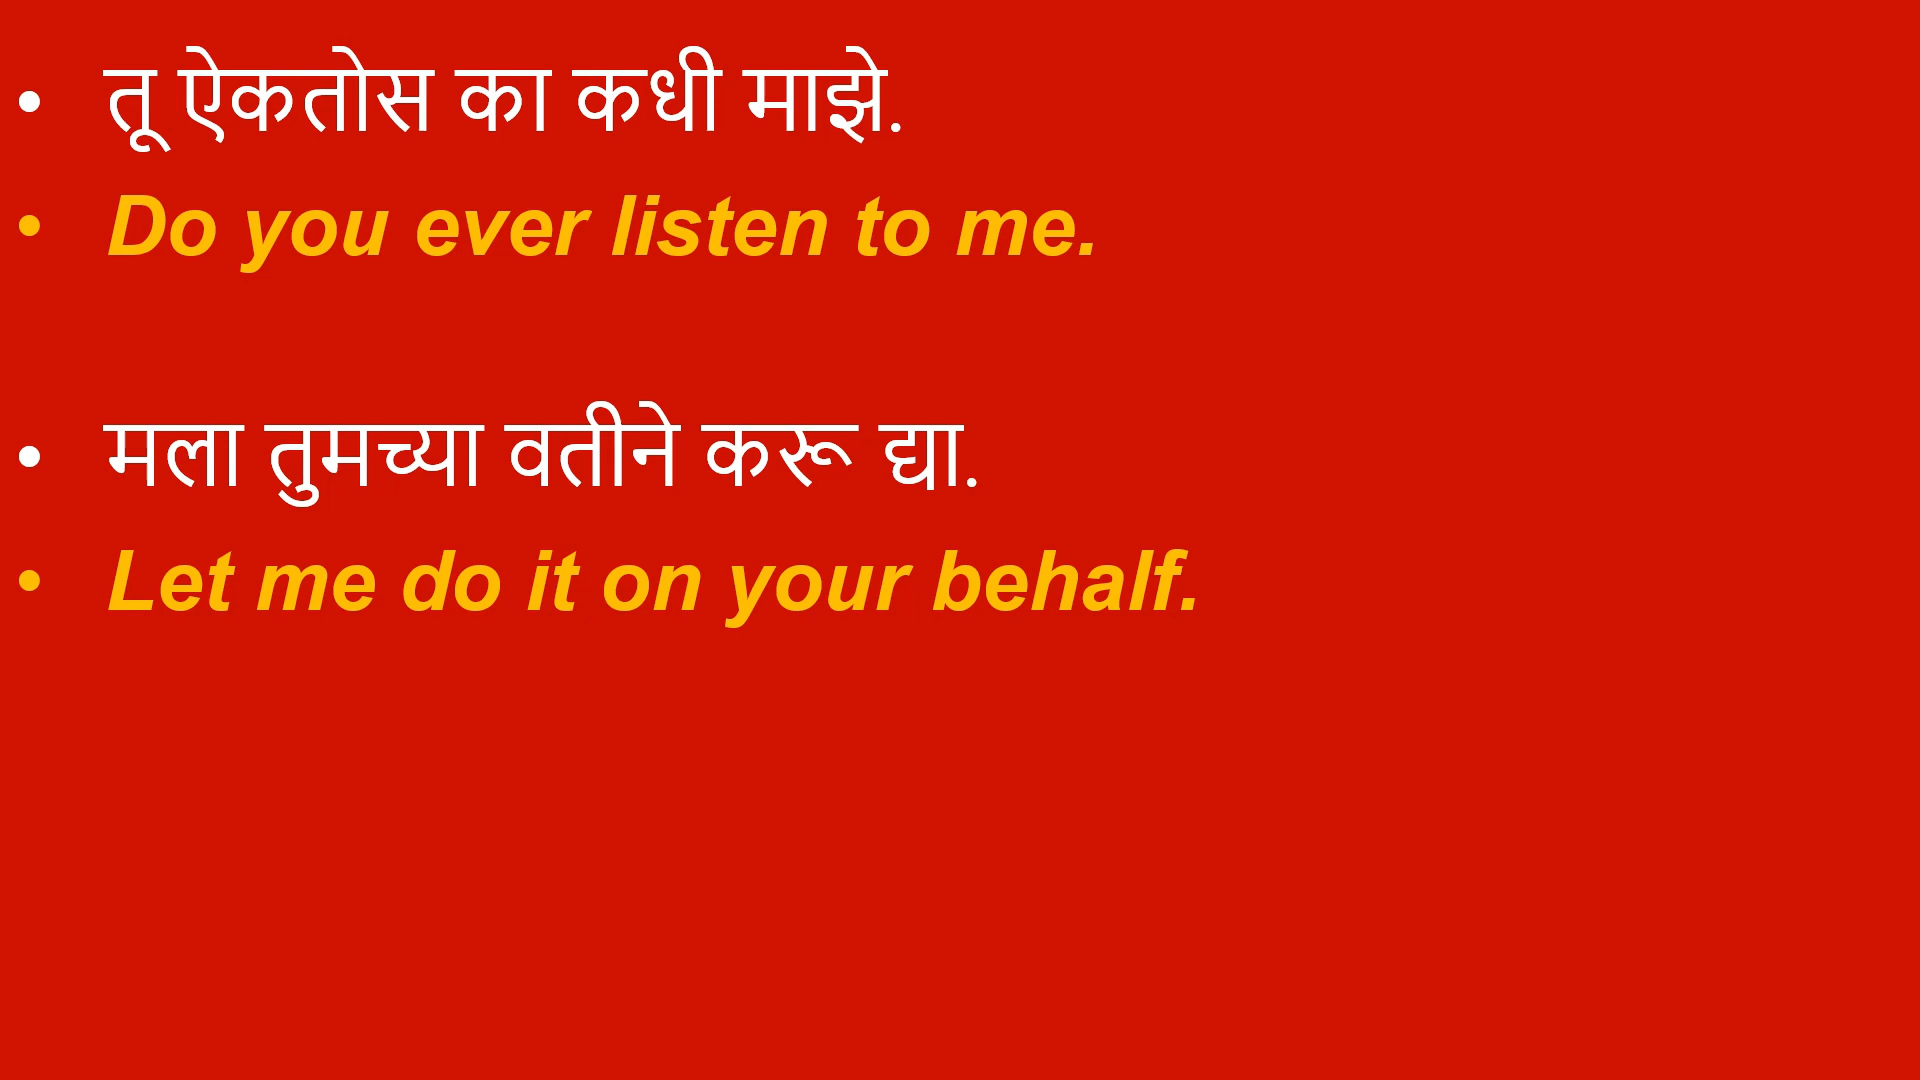 • तू ऐकतोस का कधी माझे.
• Do you ever listen to me.
• मला तुमच्या वतीने करू द्या.
• Let me do it on your behalf.